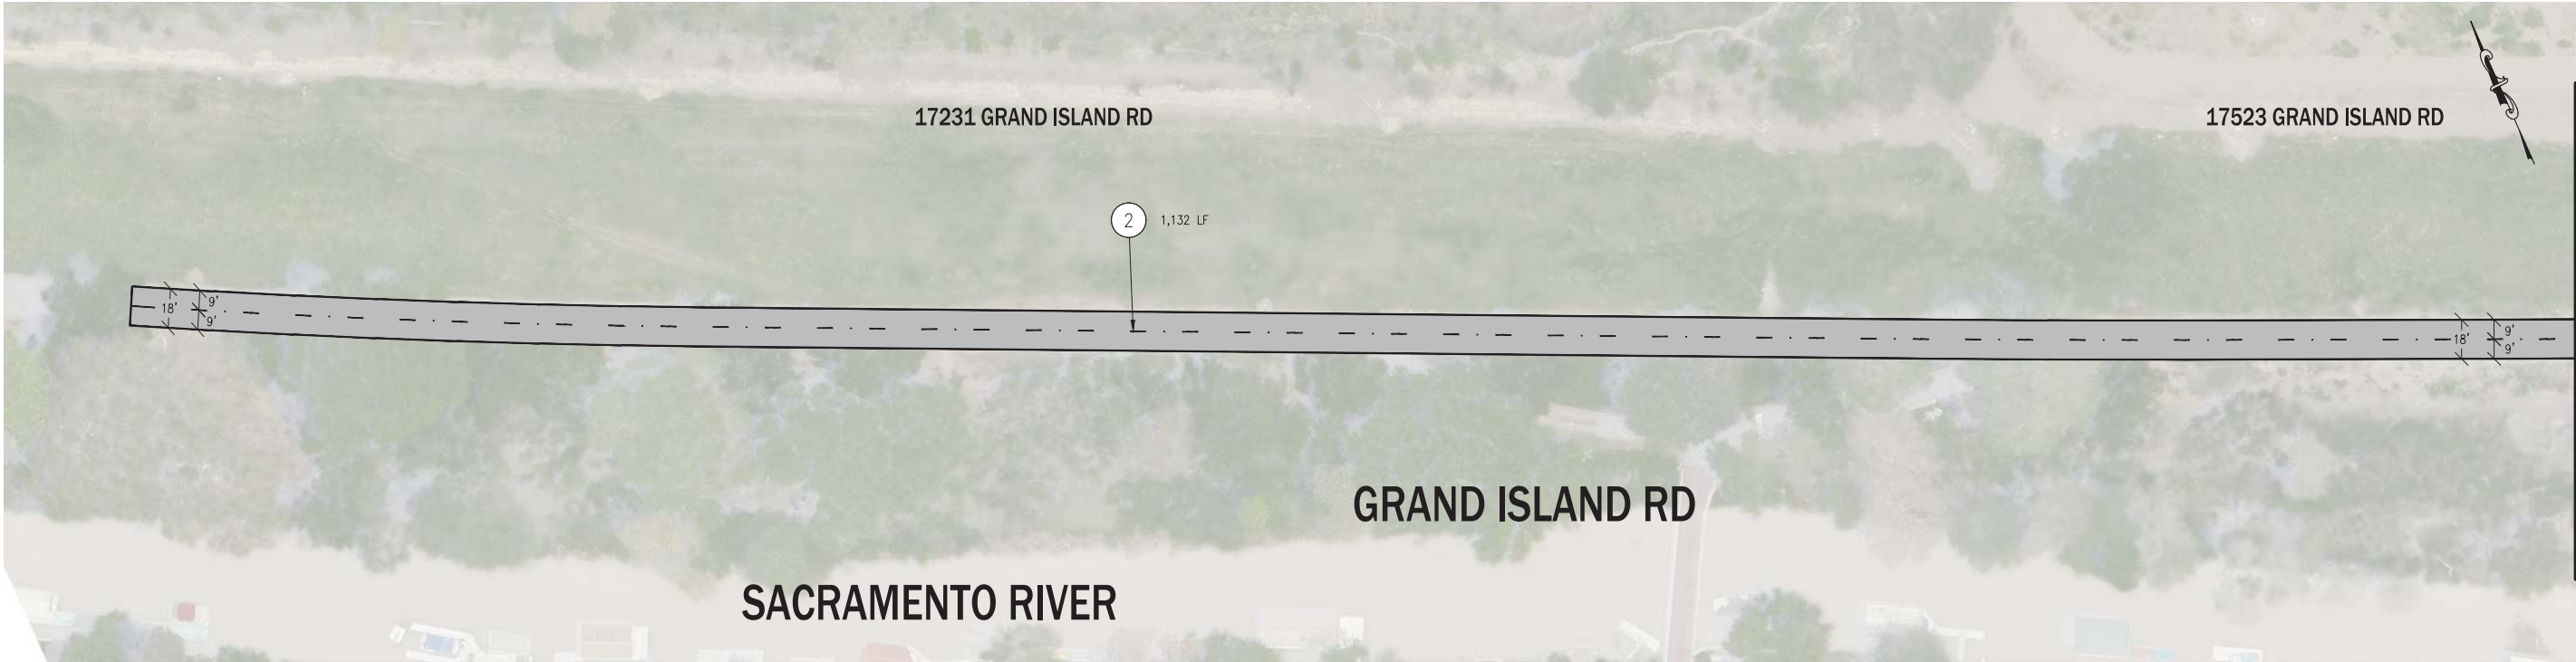 17231 GRAND ISLAND RD
17523 GRAND ISLAND RD
2 1,132 LF
18' 9' 9'
18' 9' 9'
GRAND ISLAND RD
SACRAMENTO RIVER